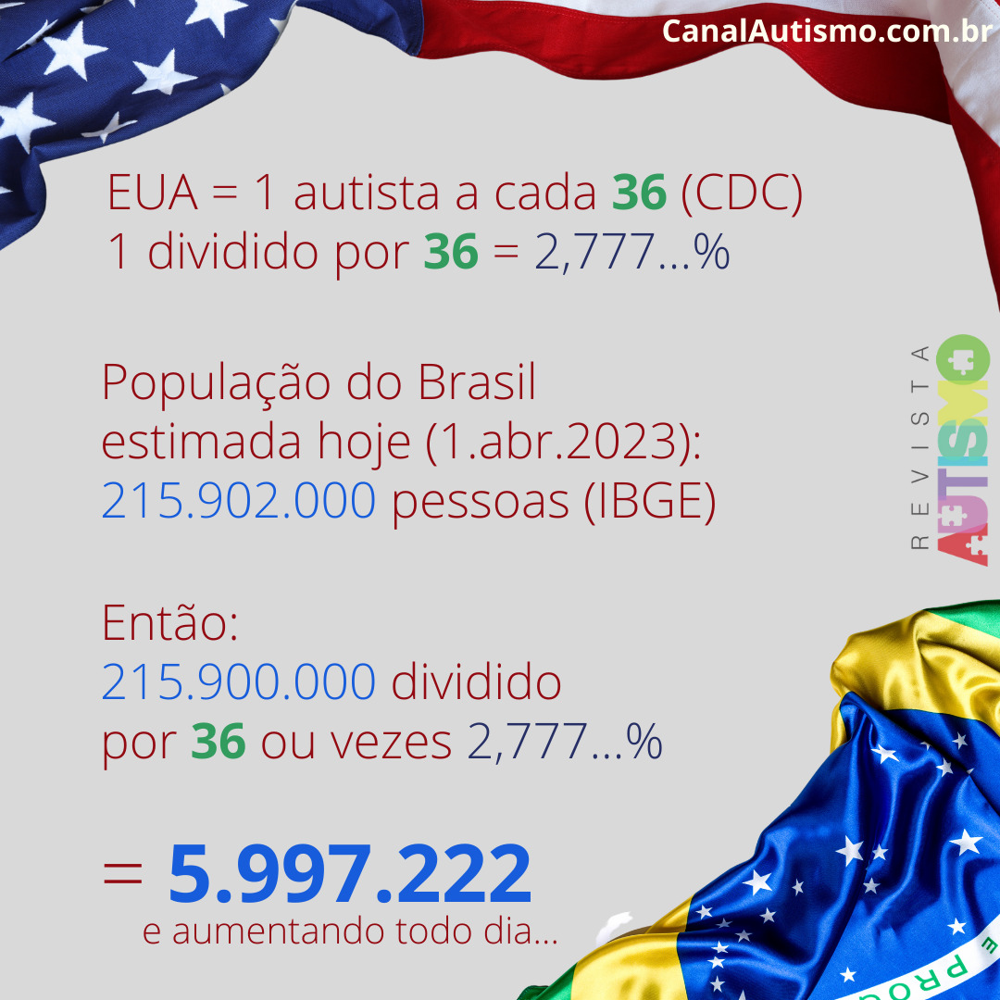 CanalAutismo.com.br
EUA = 1 autista a cada 36 (CDC)
1 dividido por 36 = 2,777...%
População do Brasil
estimada hoje (1.abr.2023):
215.902.000 pessoas (IBGE)
REVISTA
AUTISMO
Então:
215.900.000 dividido
por 36 ou vezes 2,777...%
= 5.997.222
e aumentando todo dia...
E PROG